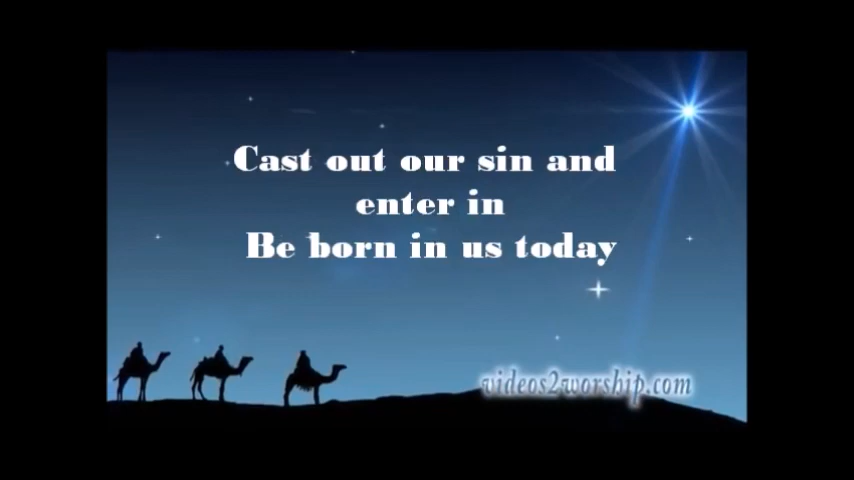 Cast out our sin and
enter in
Be born in us today
videos2worship.com